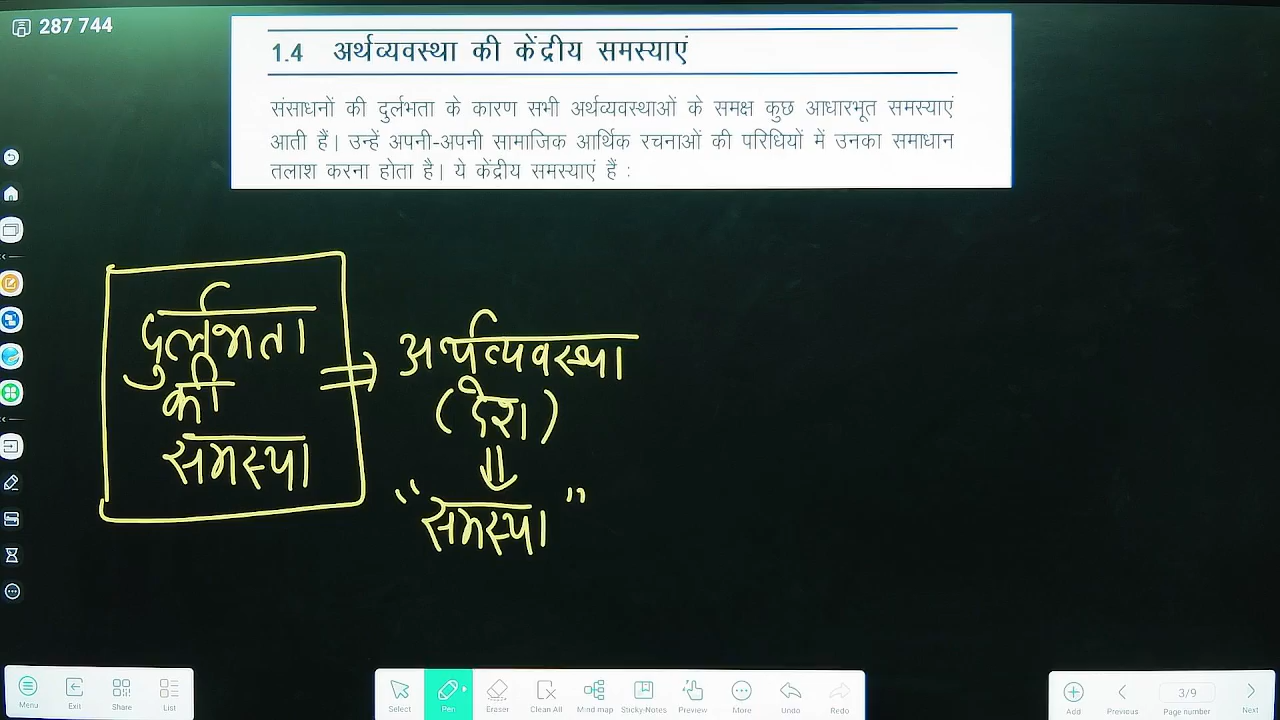 287 744
1.4 अर्थव्यवस्था की केंद्रीय समस्याएं
संसाधनों की दुर्लभता के कारण सभी अर्थव्यवस्थाओं के समक्ष कुछ आधारभूत समस्याएं
आती हैं। उन्हें अपनी-अपनी सामाजिक आर्थिक रचनाओं की परिधियों में उनका समाधान
तलाश करना होता है। ये केंद्रीय समस्याएं हैं :
दुर्लभता
की
समस्या
⇒ अर्थव्यवस्था
(देश)
⇓
“समस्या”
Menu Exit Share List
Select Pen Eraser Clean All Mind map Sticky-Notes Preview More Undo Redo
Add Previous 3/9 Page number Next